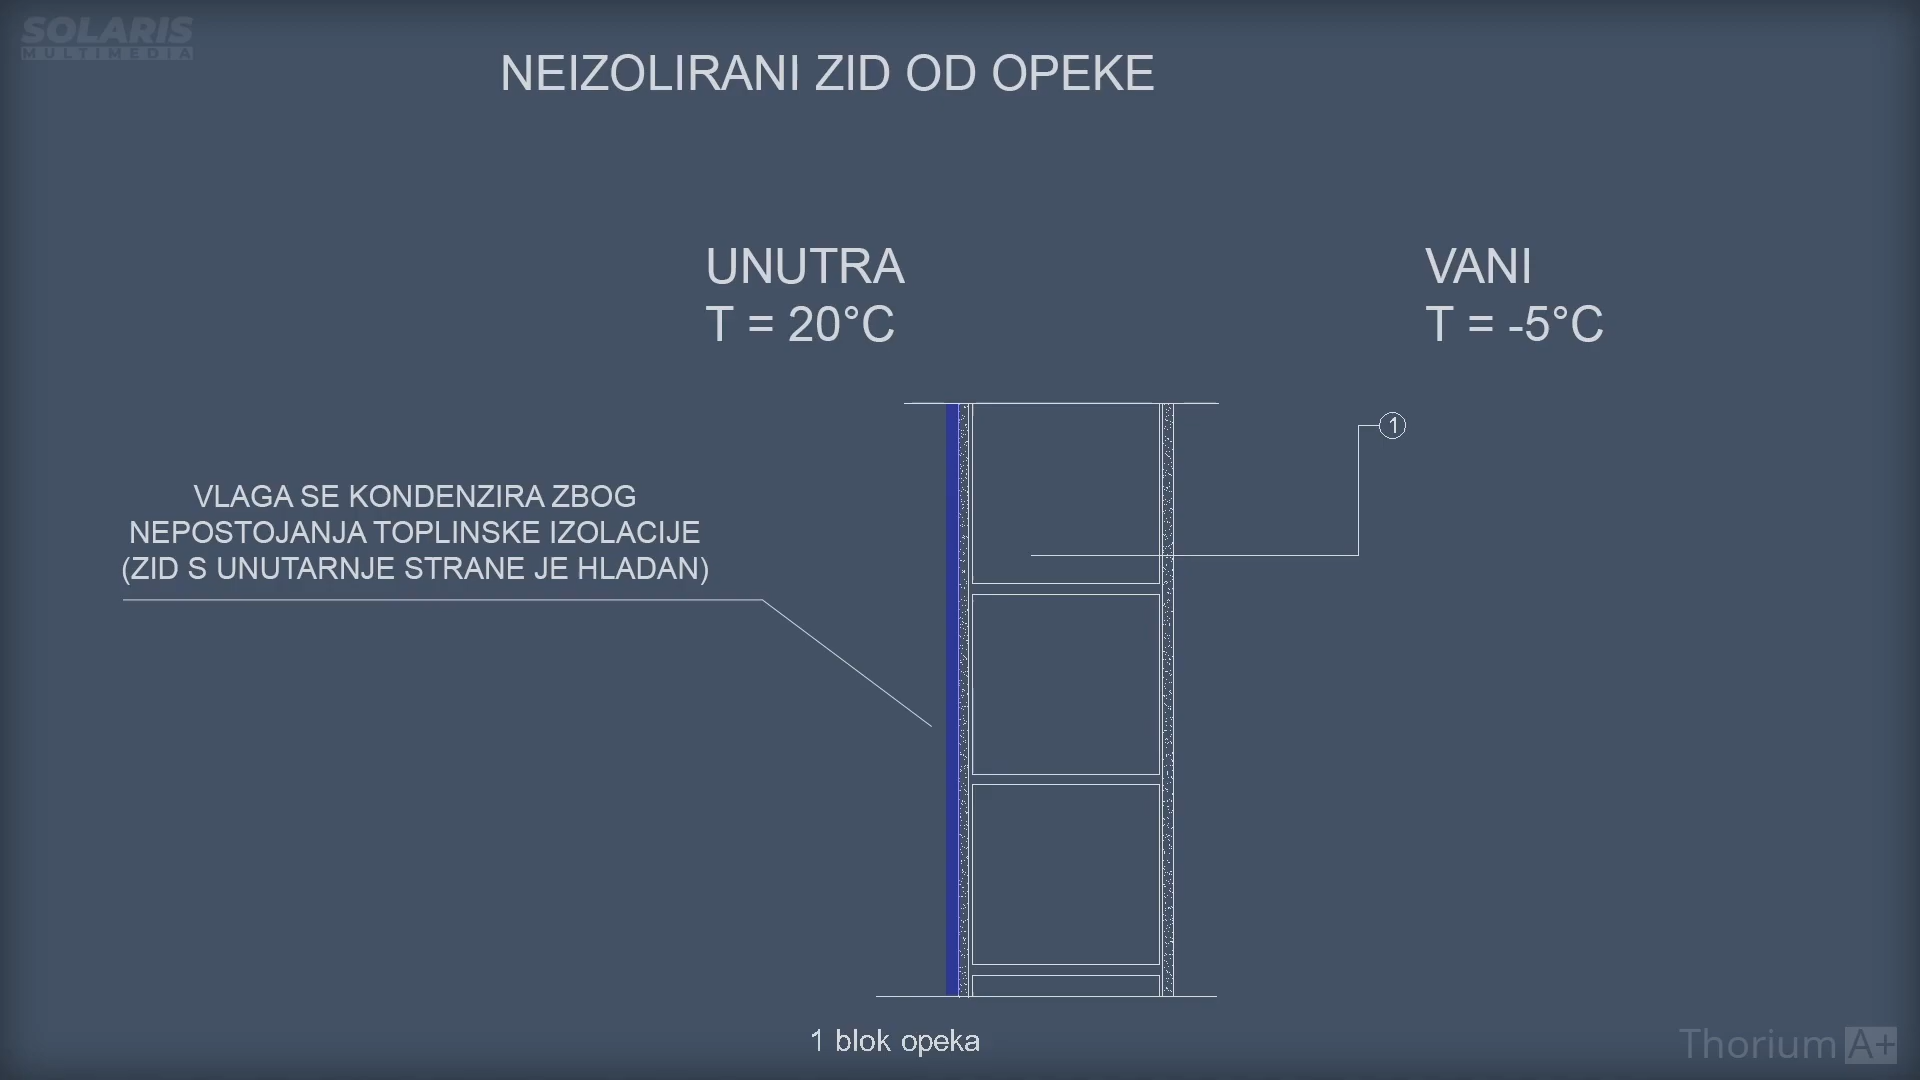 SOLARIS
MULTIMEDIA
NEIZOLIRANI ZID OD OPEKE
UNUTRA
T = 20°C
VANI
T = -5°C
1
VLAGA SE KONDENZIRA ZBOG
NEPOSTOJANJA TOPLINSKE IZOLACIJE
(ZID S UNUTARNJE STRANE JE HLADAN)
1 blok opeka
Thorium A+